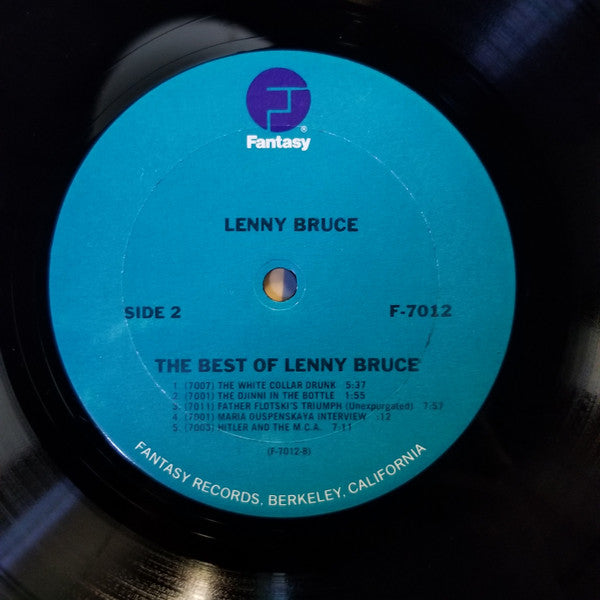 Fantasy®
LENNY BRUCE
SIDE 2 F-7012
THE BEST OF LENNY BRUCE
1. (7007) THE WHITE COLLAR DRUNK 5:37
2. (7001) THE DJINNI IN THE BOTTLE 1:55
3. (7011) FATHER FLOTSKI'S TRIUMPH (Unexpurgated) 7:57
4. (7001) MARIA OUSPENSKAYA INTERVIEW :12
5. (7003) HITLER AND THE M.C.A. 7:11
(F-7012-B)
FANTASY RECORDS, BERKELEY, CALIFORNIA